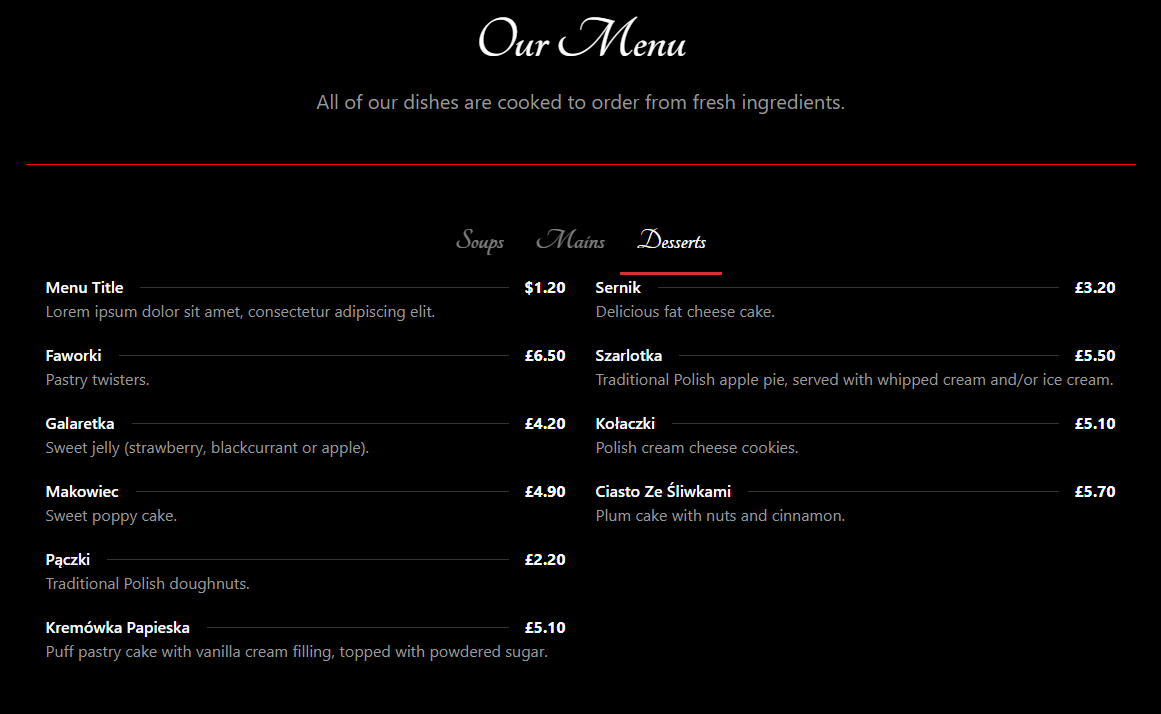 Our Menu
All of our dishes are cooked to order from fresh ingredients.
Soups Mains Desserts
Menu Title $1.20
Lorem ipsum dolor sit amet, consectetur adipiscing elit.
Faworki £6.50
Pastry twisters.
Galaretka £4.20
Sweet jelly (strawberry, blackcurrant or apple).
Makowiec £4.90
Sweet poppy cake.
Pączki £2.20
Traditional Polish doughnuts.
Kremówka Papieska £5.10
Puff pastry cake with vanilla cream filling, topped with powdered sugar.
Sernik £3.20
Delicious fat cheese cake.
Szarlotka £5.50
Traditional Polish apple pie, served with whipped cream and/or ice cream.
Kołaczki £5.10
Polish cream cheese cookies.
Ciasto Ze Śliwkami £5.70
Plum cake with nuts and cinnamon.